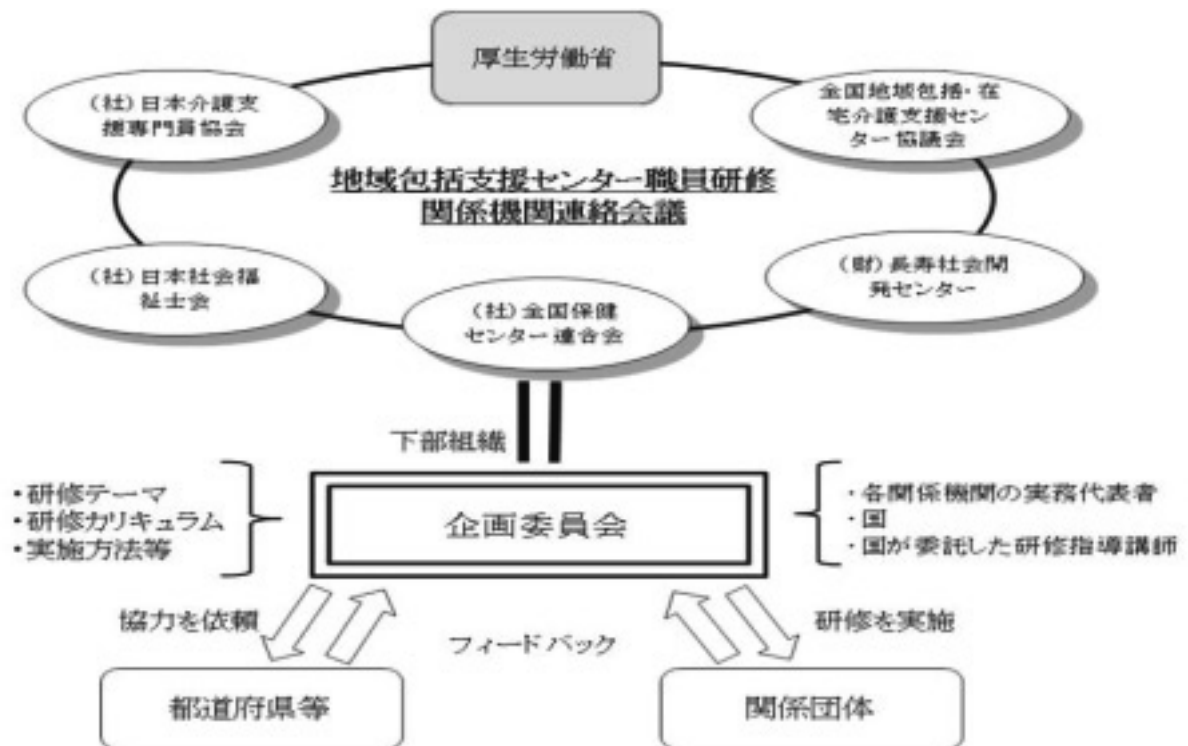 厚生労働省
(社)日本介護支
援専門員協会
全国地域包括・在
宅介護支援セン
ター協議会
地域包括支援センター職員研修
関係機関連絡会議
(社)日本社会福
祉士会
(社)全国保健
センター連合会
(財)長寿社会開
発センター
下部組織
・研修テーマ
・研修カリキュラム
・実施方法等
企画委員会
・各関係機関の実務代表者
・国
・国が委託した研修指導講師
協力を依頼
フィードバック
研修を実施
都道府県等
関係団体